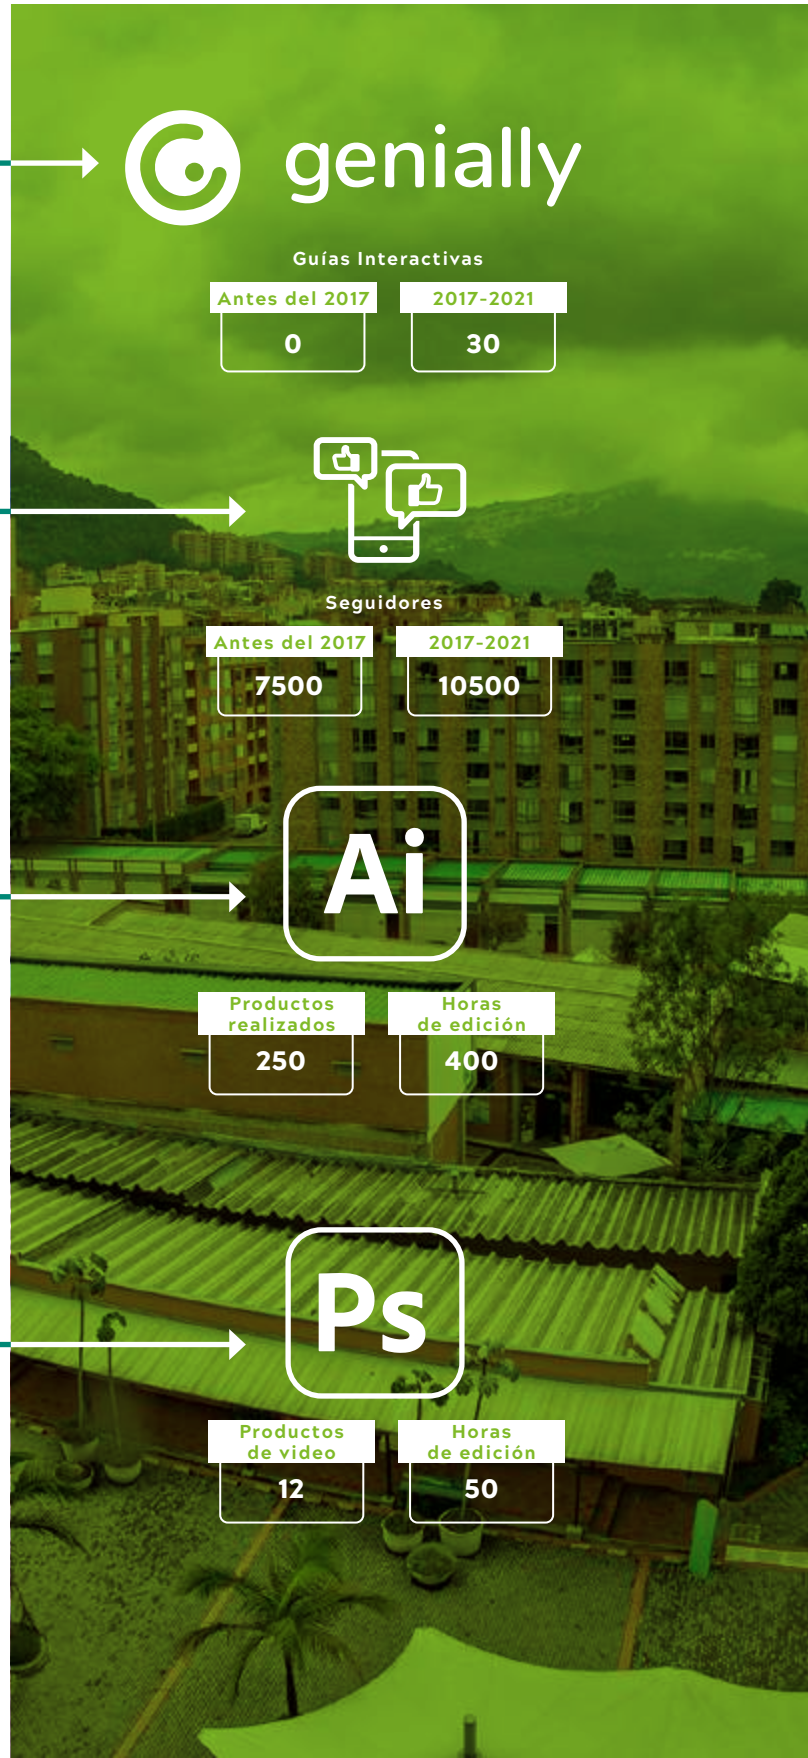 genially
Guías Interactivas
Antes del 2017
2017-2021
0
30
Seguidores
Antes del 2017
2017-2021
7500
10500
Ai
Productos
realizados
Horas
de edición
250
400
Ps
Productos
de video
Horas
de edición
12
50